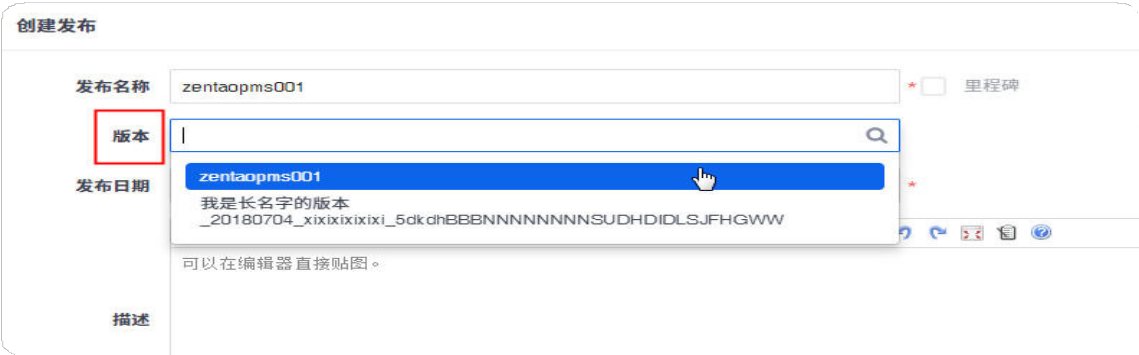 创建发布
发布名称 zentaopms001 * 里程碑
版本
发布日期 zentaopms001 *
我是长名字的版本
_20180704_xixixixixixi_5dkdhBBBNNNNNNNNNSUDHDIDLSJFHGWW
可以在编辑器直接贴图。
描述